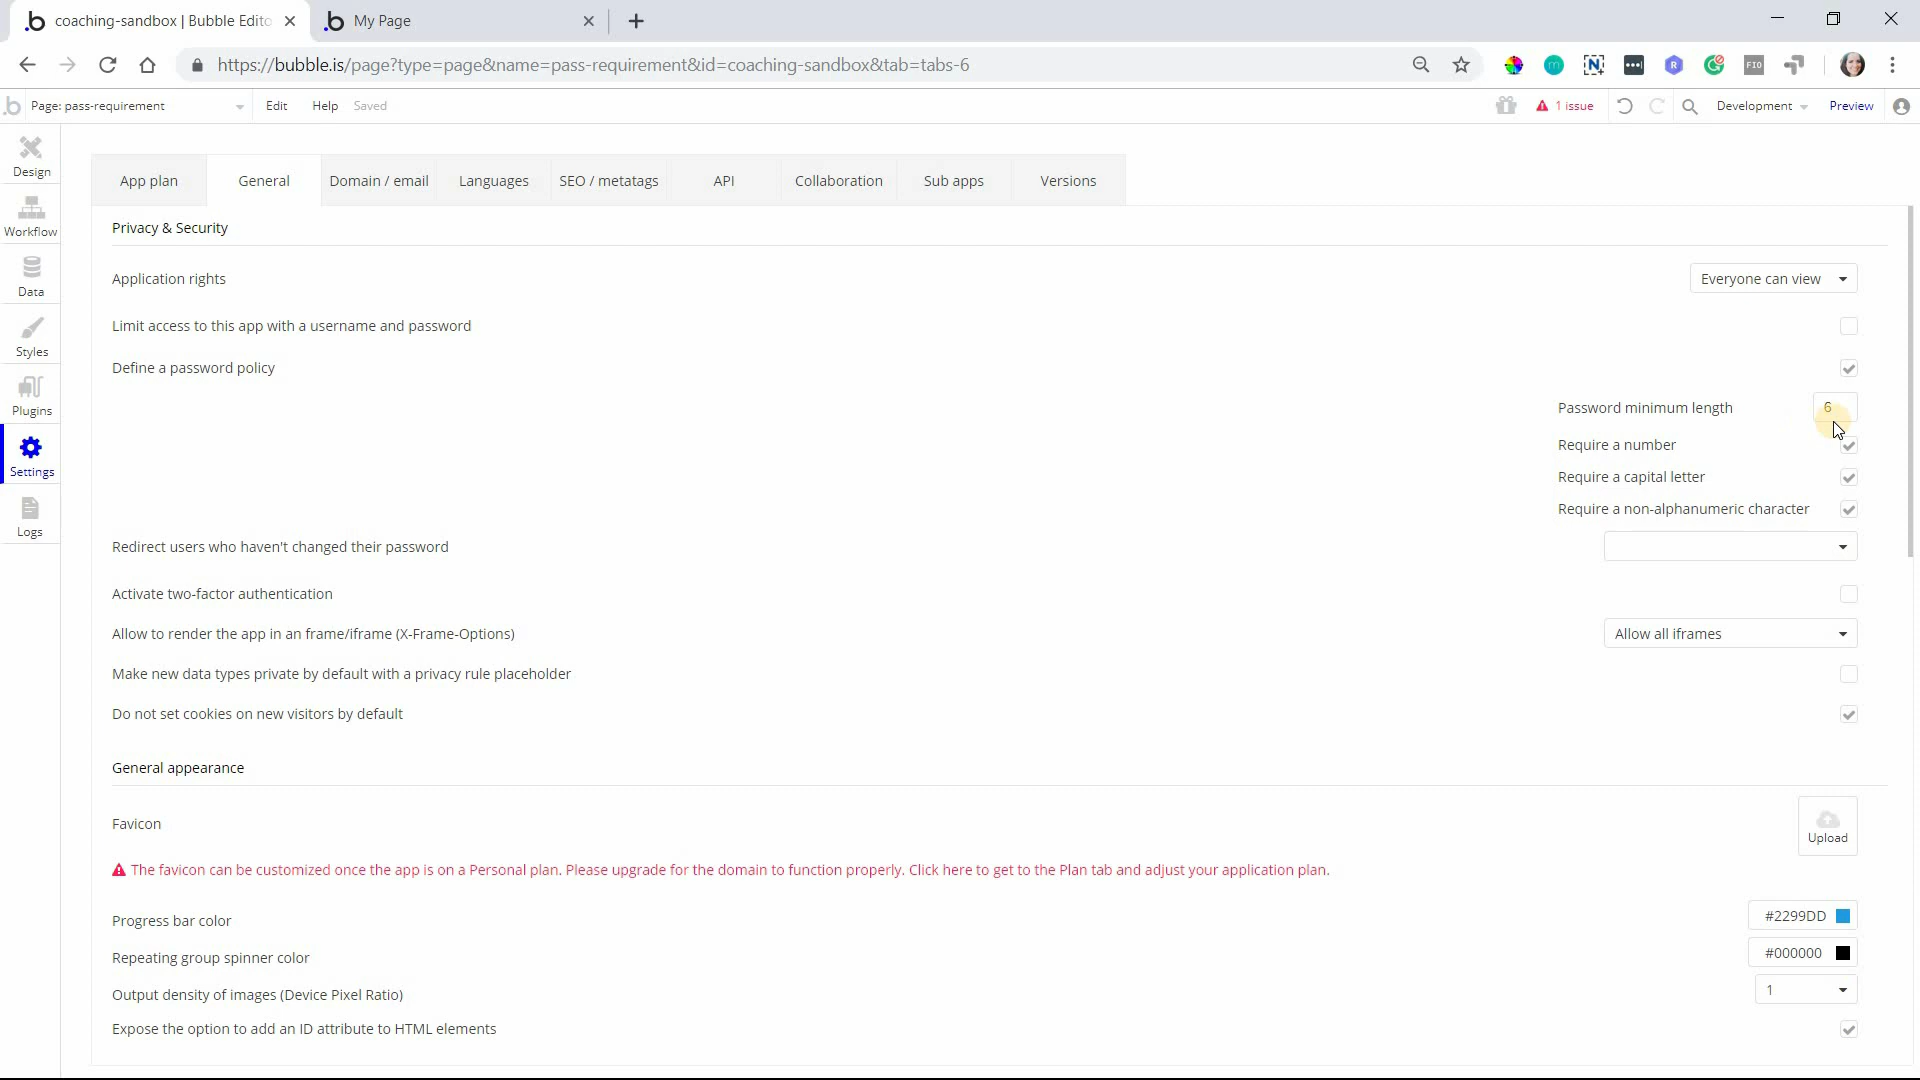 coaching-sandbox | Bubble Edito
My Page
https://bubble.is/page?type=page&name=pass-requirement&id=coaching-sandbox&tab=tabs-6
Page: pass-requirement
Edit
Help
Saved
1 issue
Development
Preview
Design
Workflow
Data
Styles
Plugins
Settings
Logs
App plan
General
Domain / email
Languages
SEO / metatags
API
Collaboration
Sub apps
Versions
Privacy & Security
Application rights
Everyone can view
Limit access to this app with a username and password
Define a password policy
Password minimum length
6
Require a number
Require a capital letter
Require a non-alphanumeric character
Redirect users who haven't changed their password
Activate two-factor authentication
Allow to render the app in an frame/iframe (X-Frame-Options)
Allow all iframes
Make new data types private by default with a privacy rule placeholder
Do not set cookies on new visitors by default
General appearance
Favicon
Upload
The favicon can be customized once the app is on a Personal plan. Please upgrade for the domain to function properly. Click here to get to the Plan tab and adjust your application plan.
Progress bar color
#2299DD
Repeating group spinner color
#000000
Output density of images (Device Pixel Ratio)
1
Expose the option to add an ID attribute to HTML elements